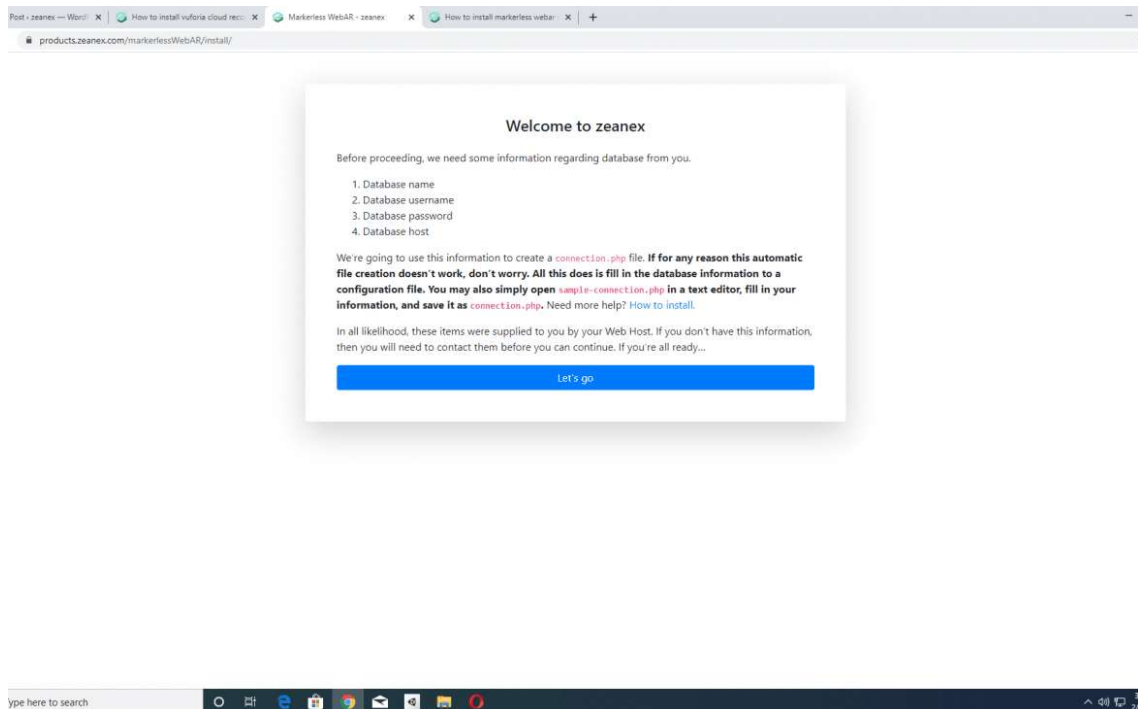 Post ‹ zeanex — Word
How to install vuforia cloud reco
Markerless WebAR - zeanex
How to install markerless webar
products.zeanex.com/markerlessWebAR/install/
Welcome to zeanex
Before proceeding, we need some information regarding database from you.
1. Database name
2. Database username
3. Database password
4. Database host
We're going to use this information to create a connection.php file. If for any reason this automatic
file creation doesn't work, don't worry. All this does is fill in the database information to a
configuration file. You may also simply open sample-connection.php in a text editor, fill in your
information, and save it as connection.php. Need more help? How to install.
In all likelihood, these items were supplied to you by your Web Host. If you don't have this information,
then you will need to contact them before you can continue. If you're all ready...
Let's go
ype here to search